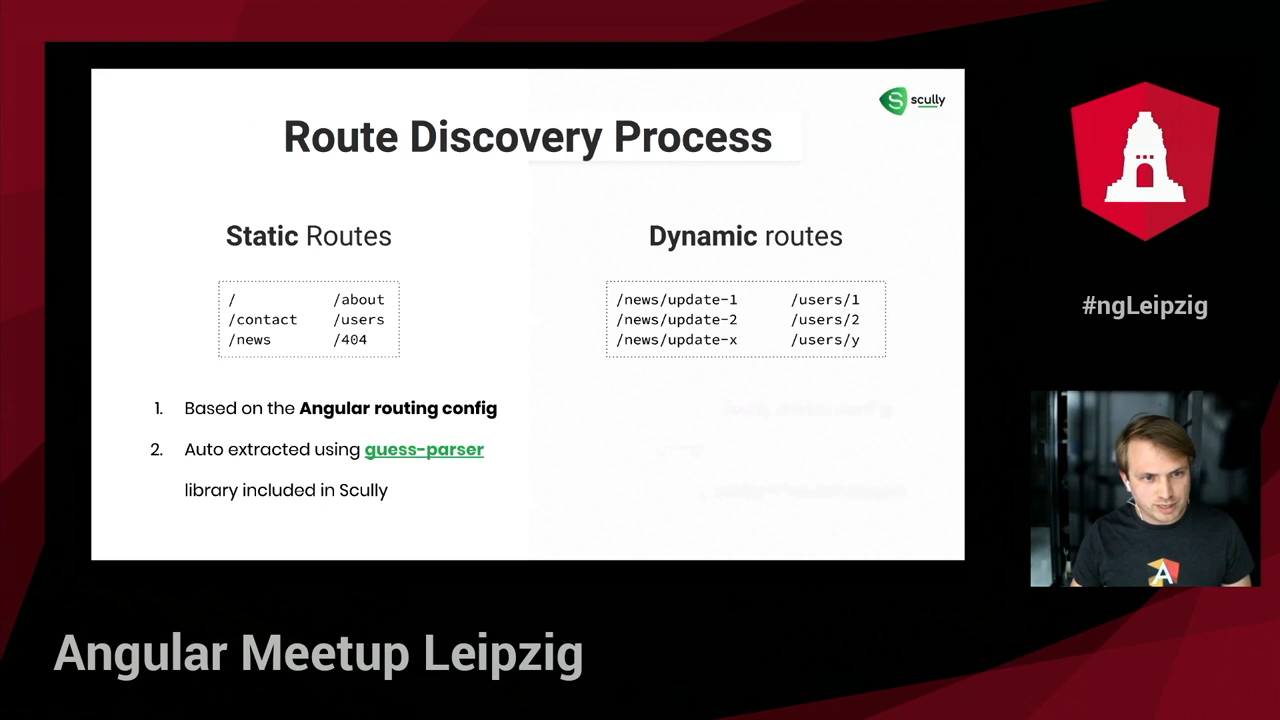 scully
Route Discovery Process
Static Routes
/ /about
/contact /users
/news /404
1. Based on the Angular routing config
2. Auto extracted using guess-parser
library included in Scully
Dynamic routes
/news/update-1 /users/1
/news/update-2 /users/2
/news/update-x /users/y
#ngLeipzig
A
Angular Meetup Leipzig